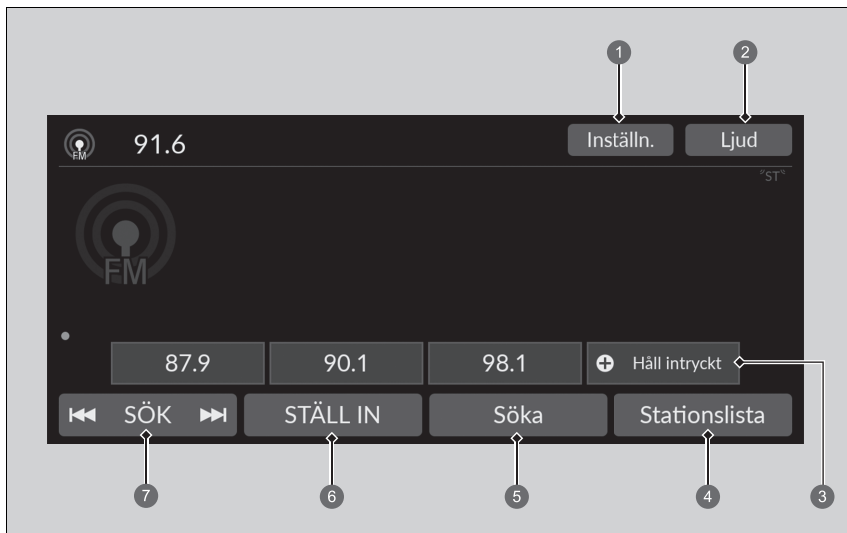 1 2
FM 91.6 Inställn. Ljud
"ST"
FM
87.9 90.1 98.1 Håll intryckt
SÖK STÄLL IN Söka Stationslista
7 6 5 4 3